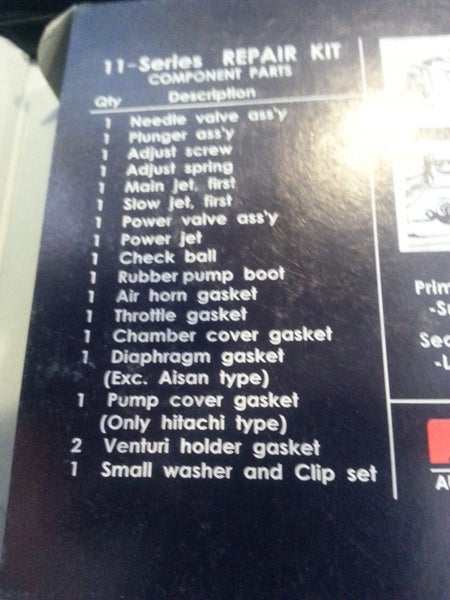 11-Series REPAIR KIT
COMPONENT PARTS
Qty Description
1 Needle valve ass'y
1 Plunger ass'y
1 Adjust screw
1 Adjust spring
1 Main jet, first
1 Slow jet, first
1 Power valve ass'y
1 Power jet
1 Check ball
1 Rubber pump boot
1 Air horn gasket
1 Throttle gasket
1 Chamber cover gasket
1 Diaphragm gasket
(Exc. Aisan type)
1 Pump cover gasket
(Only hitachi type)
2 Venturi holder gasket
1 Small washer and Clip set
Prim
-Su
Sec
-L